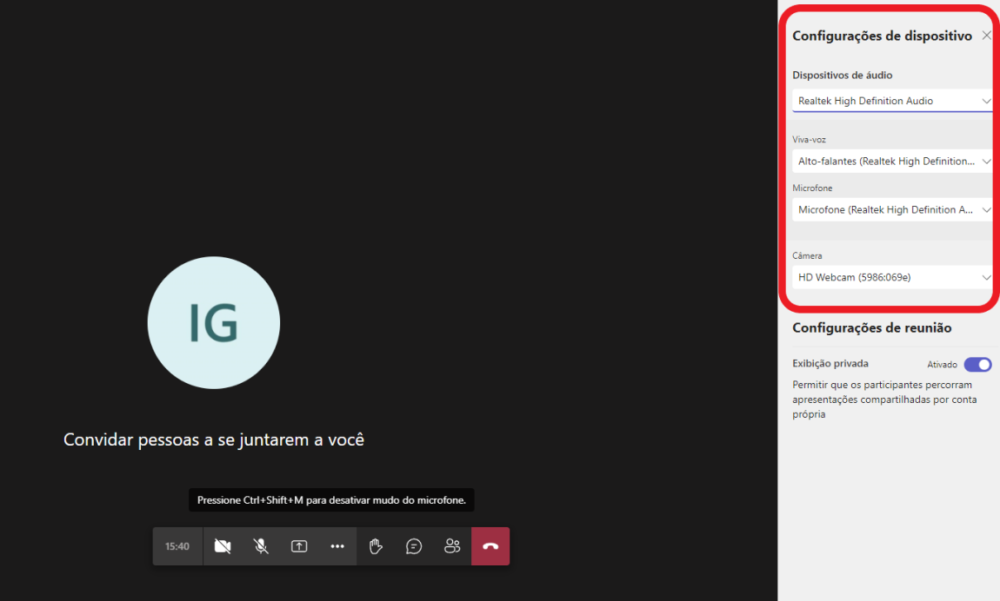 IG
Convidar pessoas a se juntarem a você
Pressione Ctrl+Shift+M para desativar mudo do microfone.
15:40
Configurações de dispositivo
Dispositivos de áudio
Realtek High Definition Audio
Viva-voz
Alto-falantes (Realtek High Definition...
Microfone
Microfone (Realtek High Definition A...
Câmera
HD Webcam (5986:069e)
Configurações de reunião
Exibição privada Ativado
Permitir que os participantes percorram
apresentações compartilhadas por conta
própria